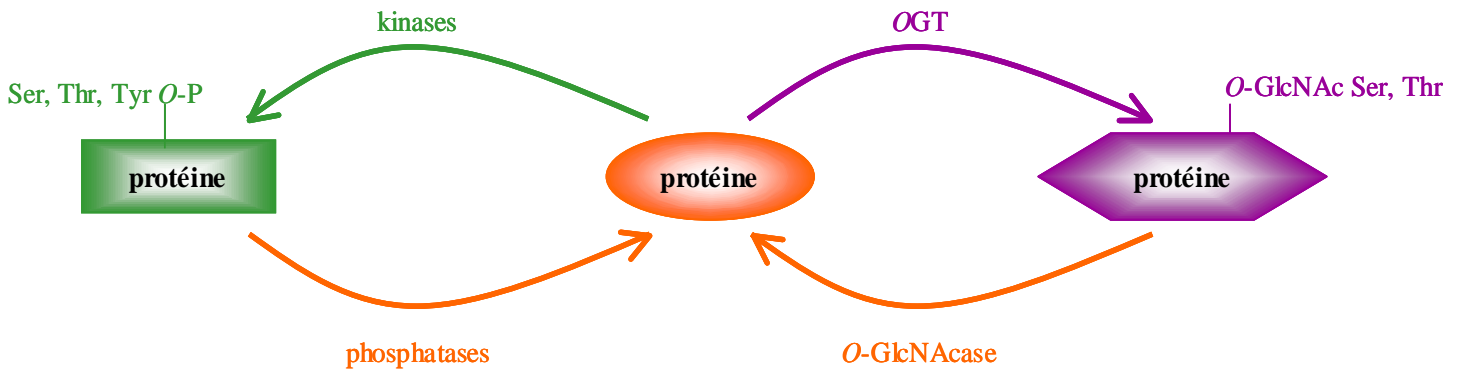 kinases
OGT
Ser, Thr, Tyr O-P
O-GlcNAc Ser, Thr
protéine
protéine
protéine
phosphatases
O-GlcNAcase